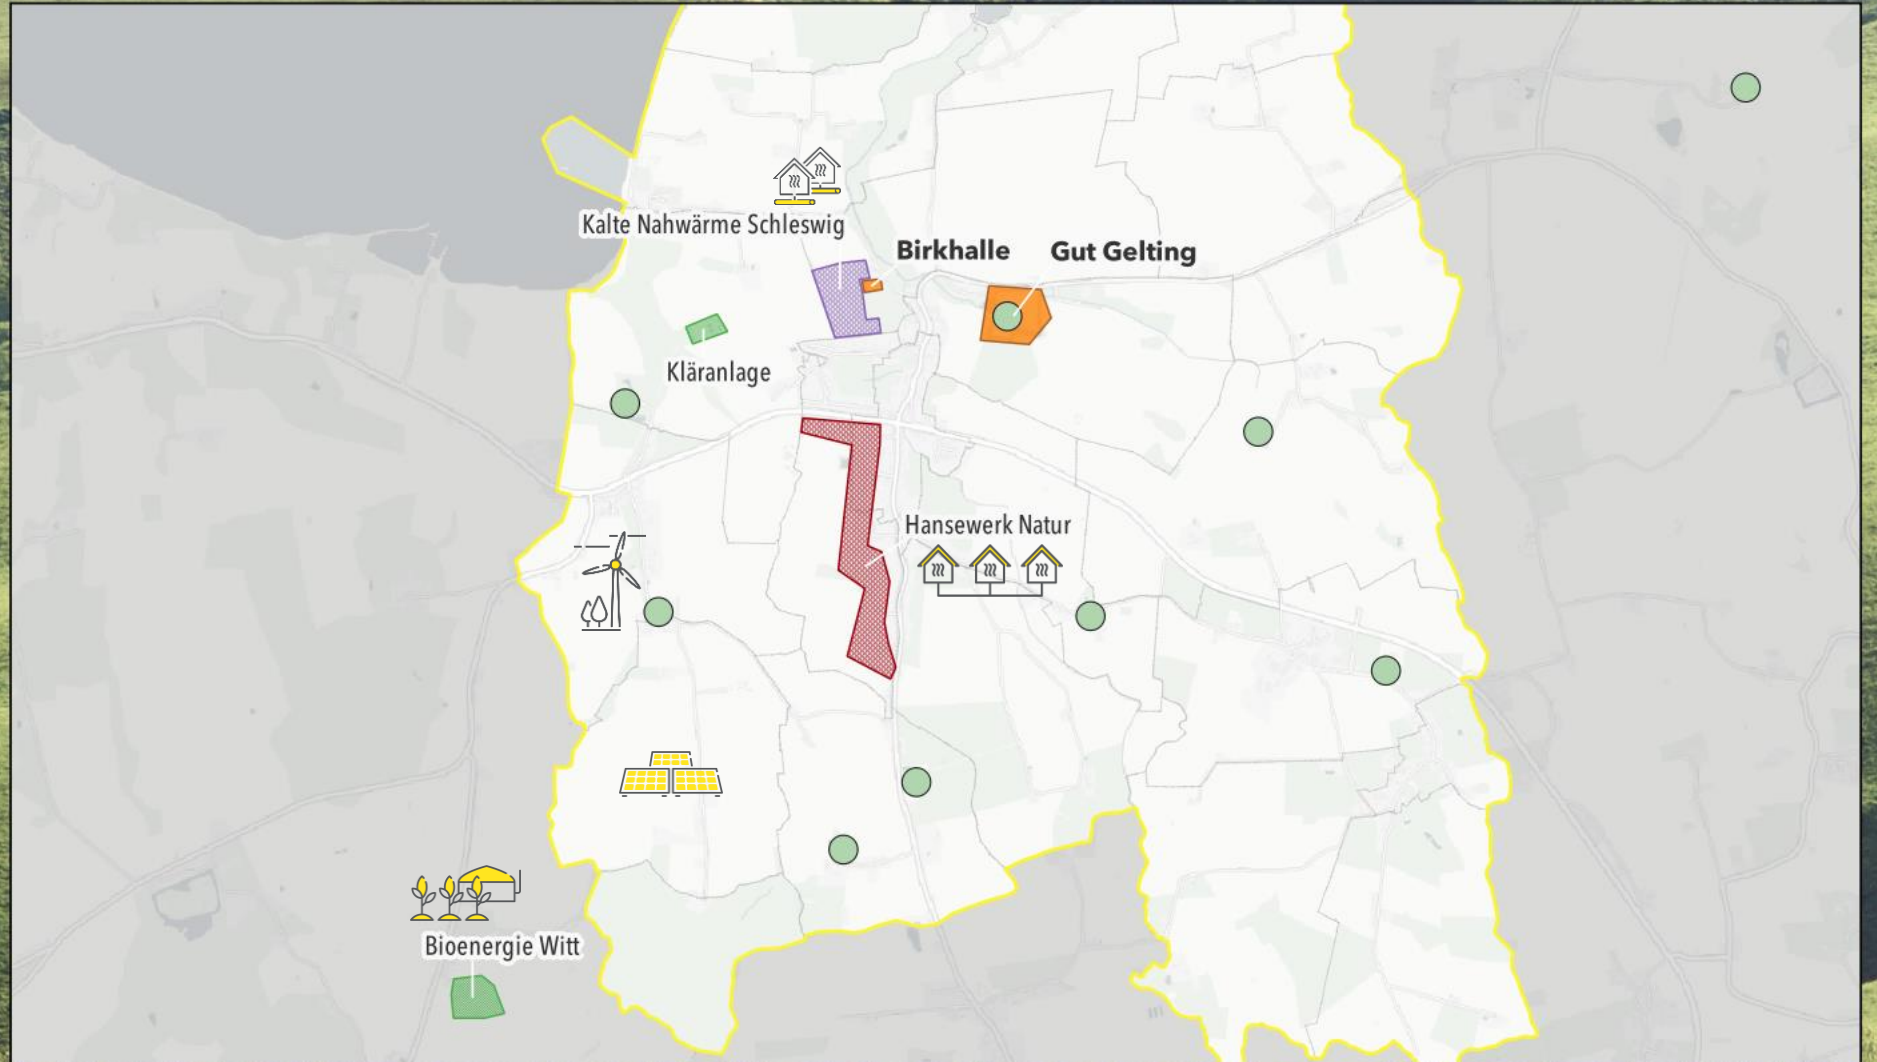 Kalte Nahwärme Schleswig
Birkhalle
Gut Gelting
Kläranlage
Hansewerk Natur
Bioenergie Witt